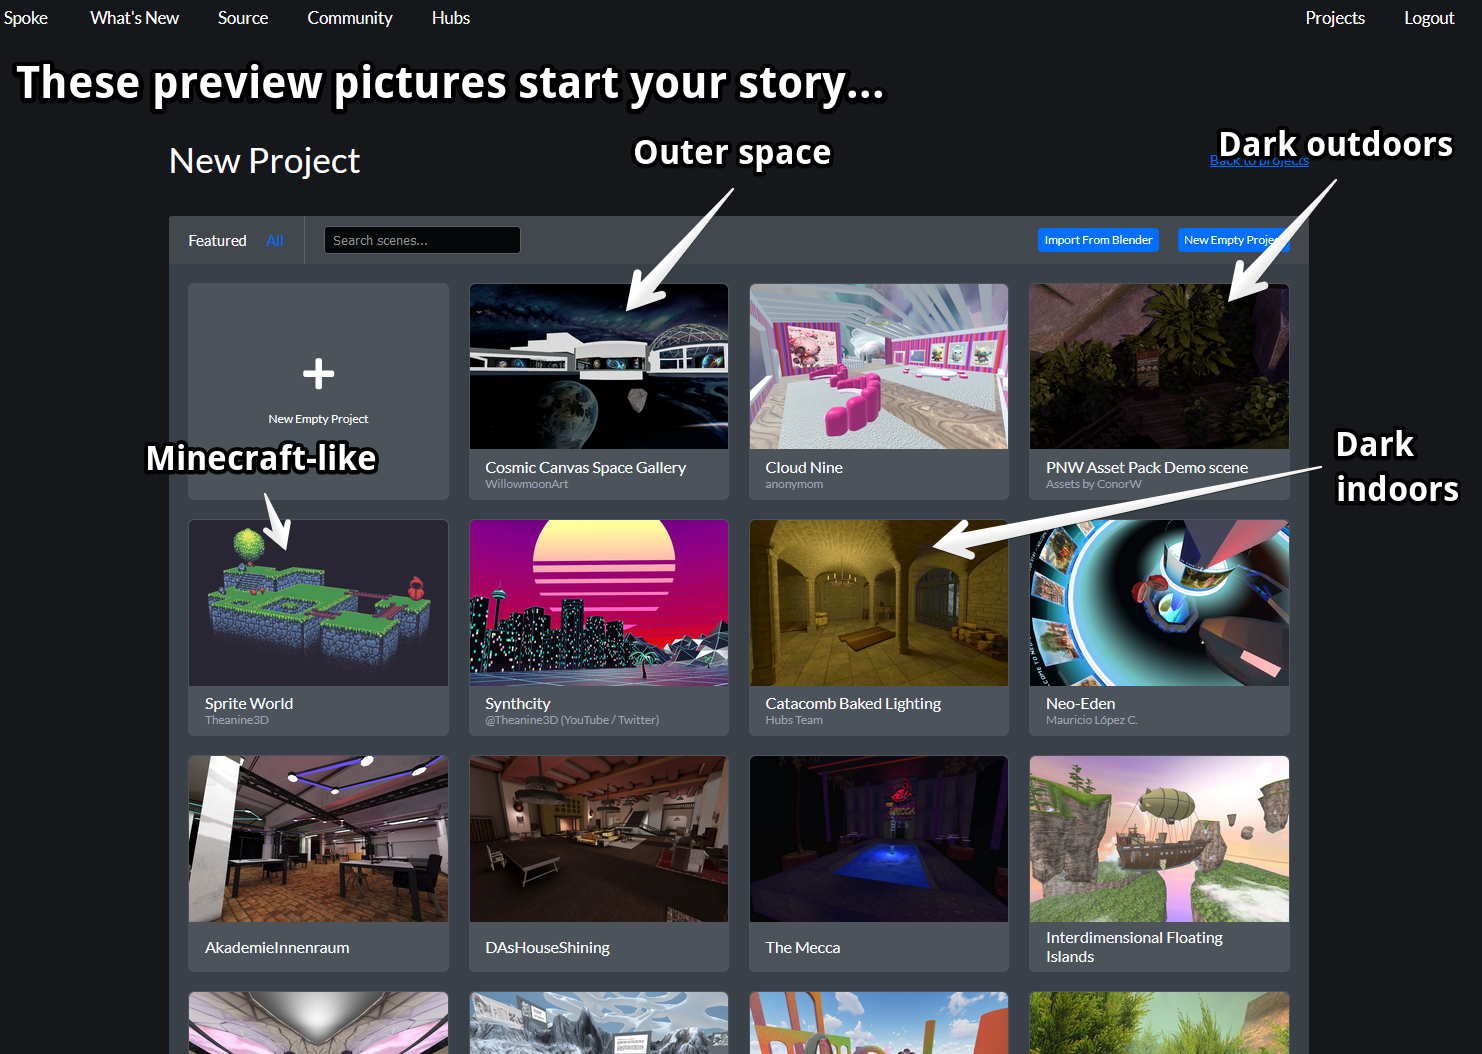 Spoke What's New Source Community Hubs Projects Logout
These preview pictures start your story...
New Project
Outer space
Dark outdoors
Back to projects
Featured All Search scenes... Import From Blender New Empty Project
New Empty Project
Minecraft-like
Cosmic Canvas Space Gallery
WillowmoonArt
Cloud Nine
anonymom
PNW Asset Pack Demo scene
Assets by ConorW
Dark
indoors
Sprite World
Theanine3D
Synthcity
@Theanine3D (YouTube / Twitter)
Catacomb Baked Lighting
Hubs Team
Neo-Eden
Mauricio López C.
AkademieInnenraum
DAsHouseShining
The Mecca
Interdimensional Floating
Islands